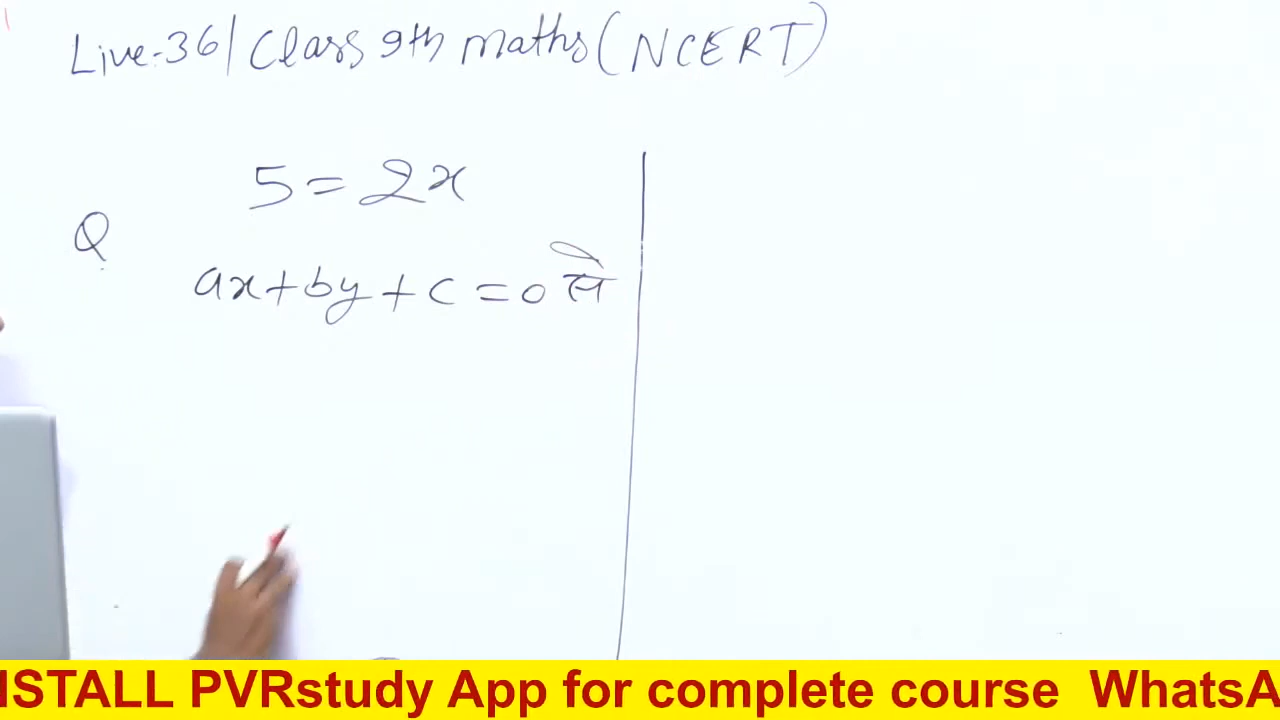 Live-36/ Class 9th maths (NCERT)
5 = 2x
Q
ax+by+c=0 से
ISTALL PVRstudy App for complete course WhatsA